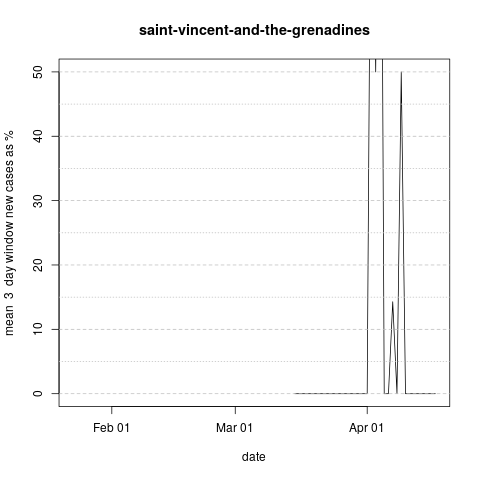 saint-vincent-and-the-grenadines
mean 3 day window new cases as %
50
40
30
20
10
0
Feb 01 Mar 01 Apr 01
date